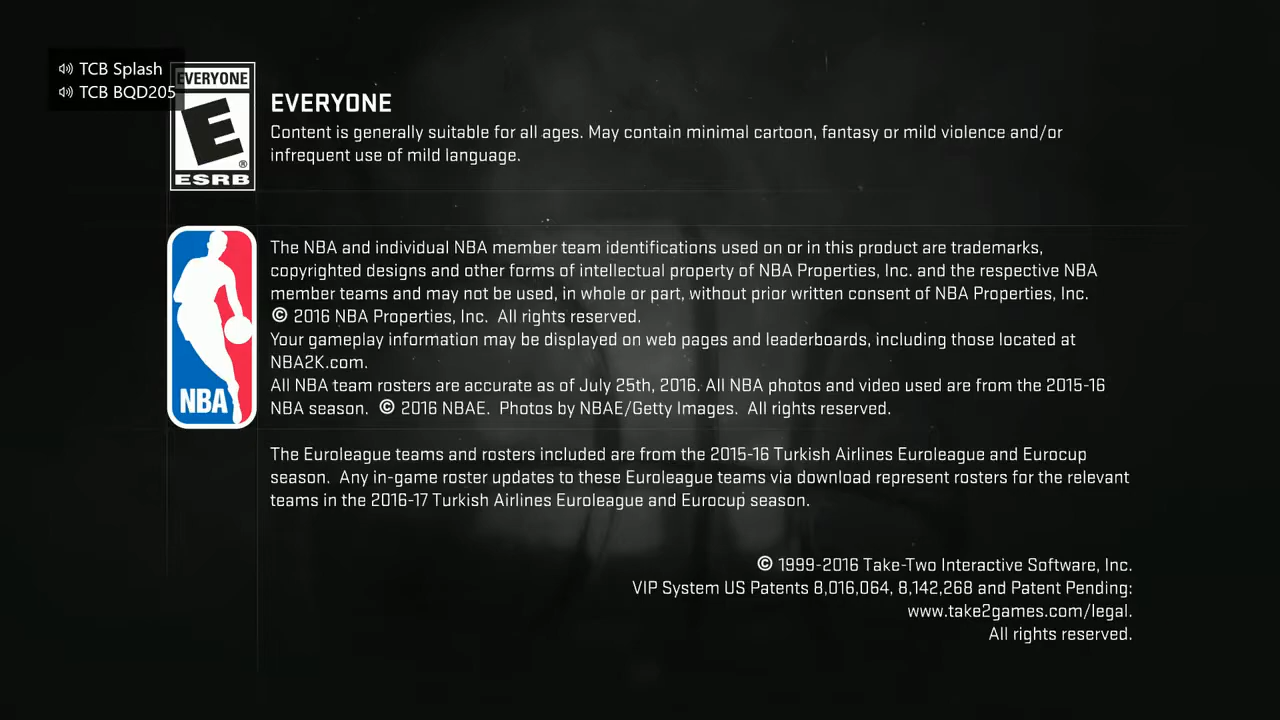 TCB Splash
TCB BQD205
EVERYONE
E
®
ESRB
EVERYONE
Content is generally suitable for all ages. May contain minimal cartoon, fantasy or mild violence and/or
infrequent use of mild language.
The NBA and individual NBA member team identifications used on or in this product are trademarks,
copyrighted designs and other forms of intellectual property of NBA Properties, Inc. and the respective NBA
member teams and may not be used, in whole or part, without prior written consent of NBA Properties, Inc.
© 2016 NBA Properties, Inc. All rights reserved.
Your gameplay information may be displayed on web pages and leaderboards, including those located at
NBA2K.com.
All NBA team rosters are accurate as of July 25th, 2016. All NBA photos and video used are from the 2015-16
NBA season. © 2016 NBAE. Photos by NBAE/Getty Images. All rights reserved.
NBA
The Euroleague teams and rosters included are from the 2015-16 Turkish Airlines Euroleague and Eurocup
season. Any in-game roster updates to these Euroleague teams via download represent rosters for the relevant
teams in the 2016-17 Turkish Airlines Euroleague and Eurocup season.
© 1999-2016 Take-Two Interactive Software, Inc.
VIP System US Patents 8,016,064, 8,142,268 and Patent Pending:
www.take2games.com/legal.
All rights reserved.